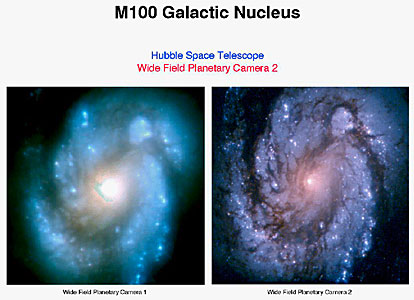 M100 Galactic Nucleus
Hubble Space Telescope
Wide Field Planetary Camera 2
Wide Field Planetary Camera 1
Wide Field Planetary Camera 2